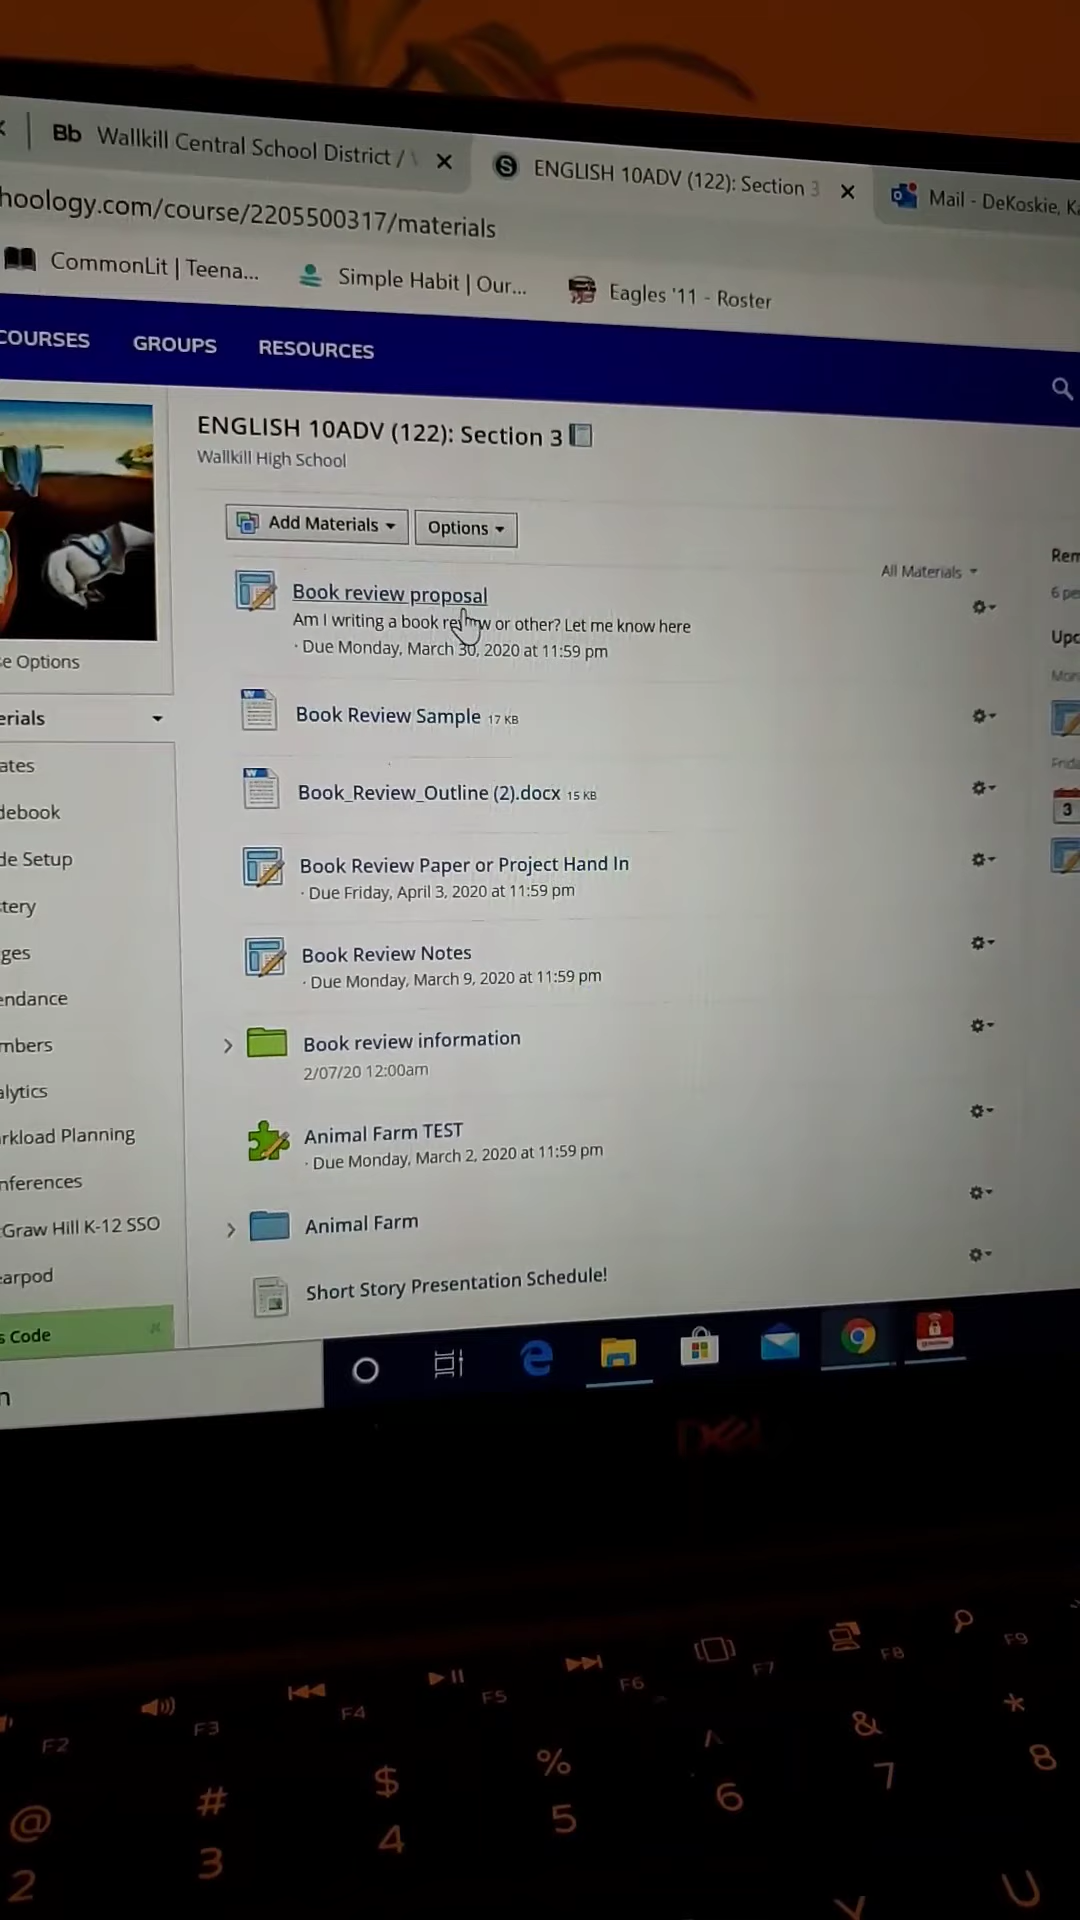 Bb Wallkill Central School District /
ENGLISH 10ADV (122): Section 3
Mail - DeKoskie, Ka
hoology.com/course/2205500317/materials
CommonLit | Teena...
Simple Habit | Our...
Eagles '11 - Roster
COURSES GROUPS RESOURCES
ENGLISH 10ADV (122): Section 3
Wallkill High School
Add Materials
Options
All Materials
Book review proposal
Am I writing a book review or other? Let me know here
· Due Monday, March 30, 2020 at 11:59 pm
Book Review Sample 17 KB
Book_Review_Outline (2).docx 15 KB
Book Review Paper or Project Hand In
· Due Friday, April 3, 2020 at 11:59 pm
Book Review Notes
· Due Monday, March 9, 2020 at 11:59 pm
Book review information
2/07/20 12:00am
Animal Farm TEST
· Due Monday, March 2, 2020 at 11:59 pm
Animal Farm
Short Story Presentation Schedule!
e Options
erials
ates
debook
de Setup
tery
ges
endance
mbers
alytics
rkload Planning
nferences
Graw Hill K-12 SSO
earpod
s Code
n
Rem
6 pe
Upc
Mon
Frid
3
DELL
F2 F3 F4 F5 F6 F7 F8 F9
@ # $ % ^ & *
2 3 4 5 6 7 8
Y U